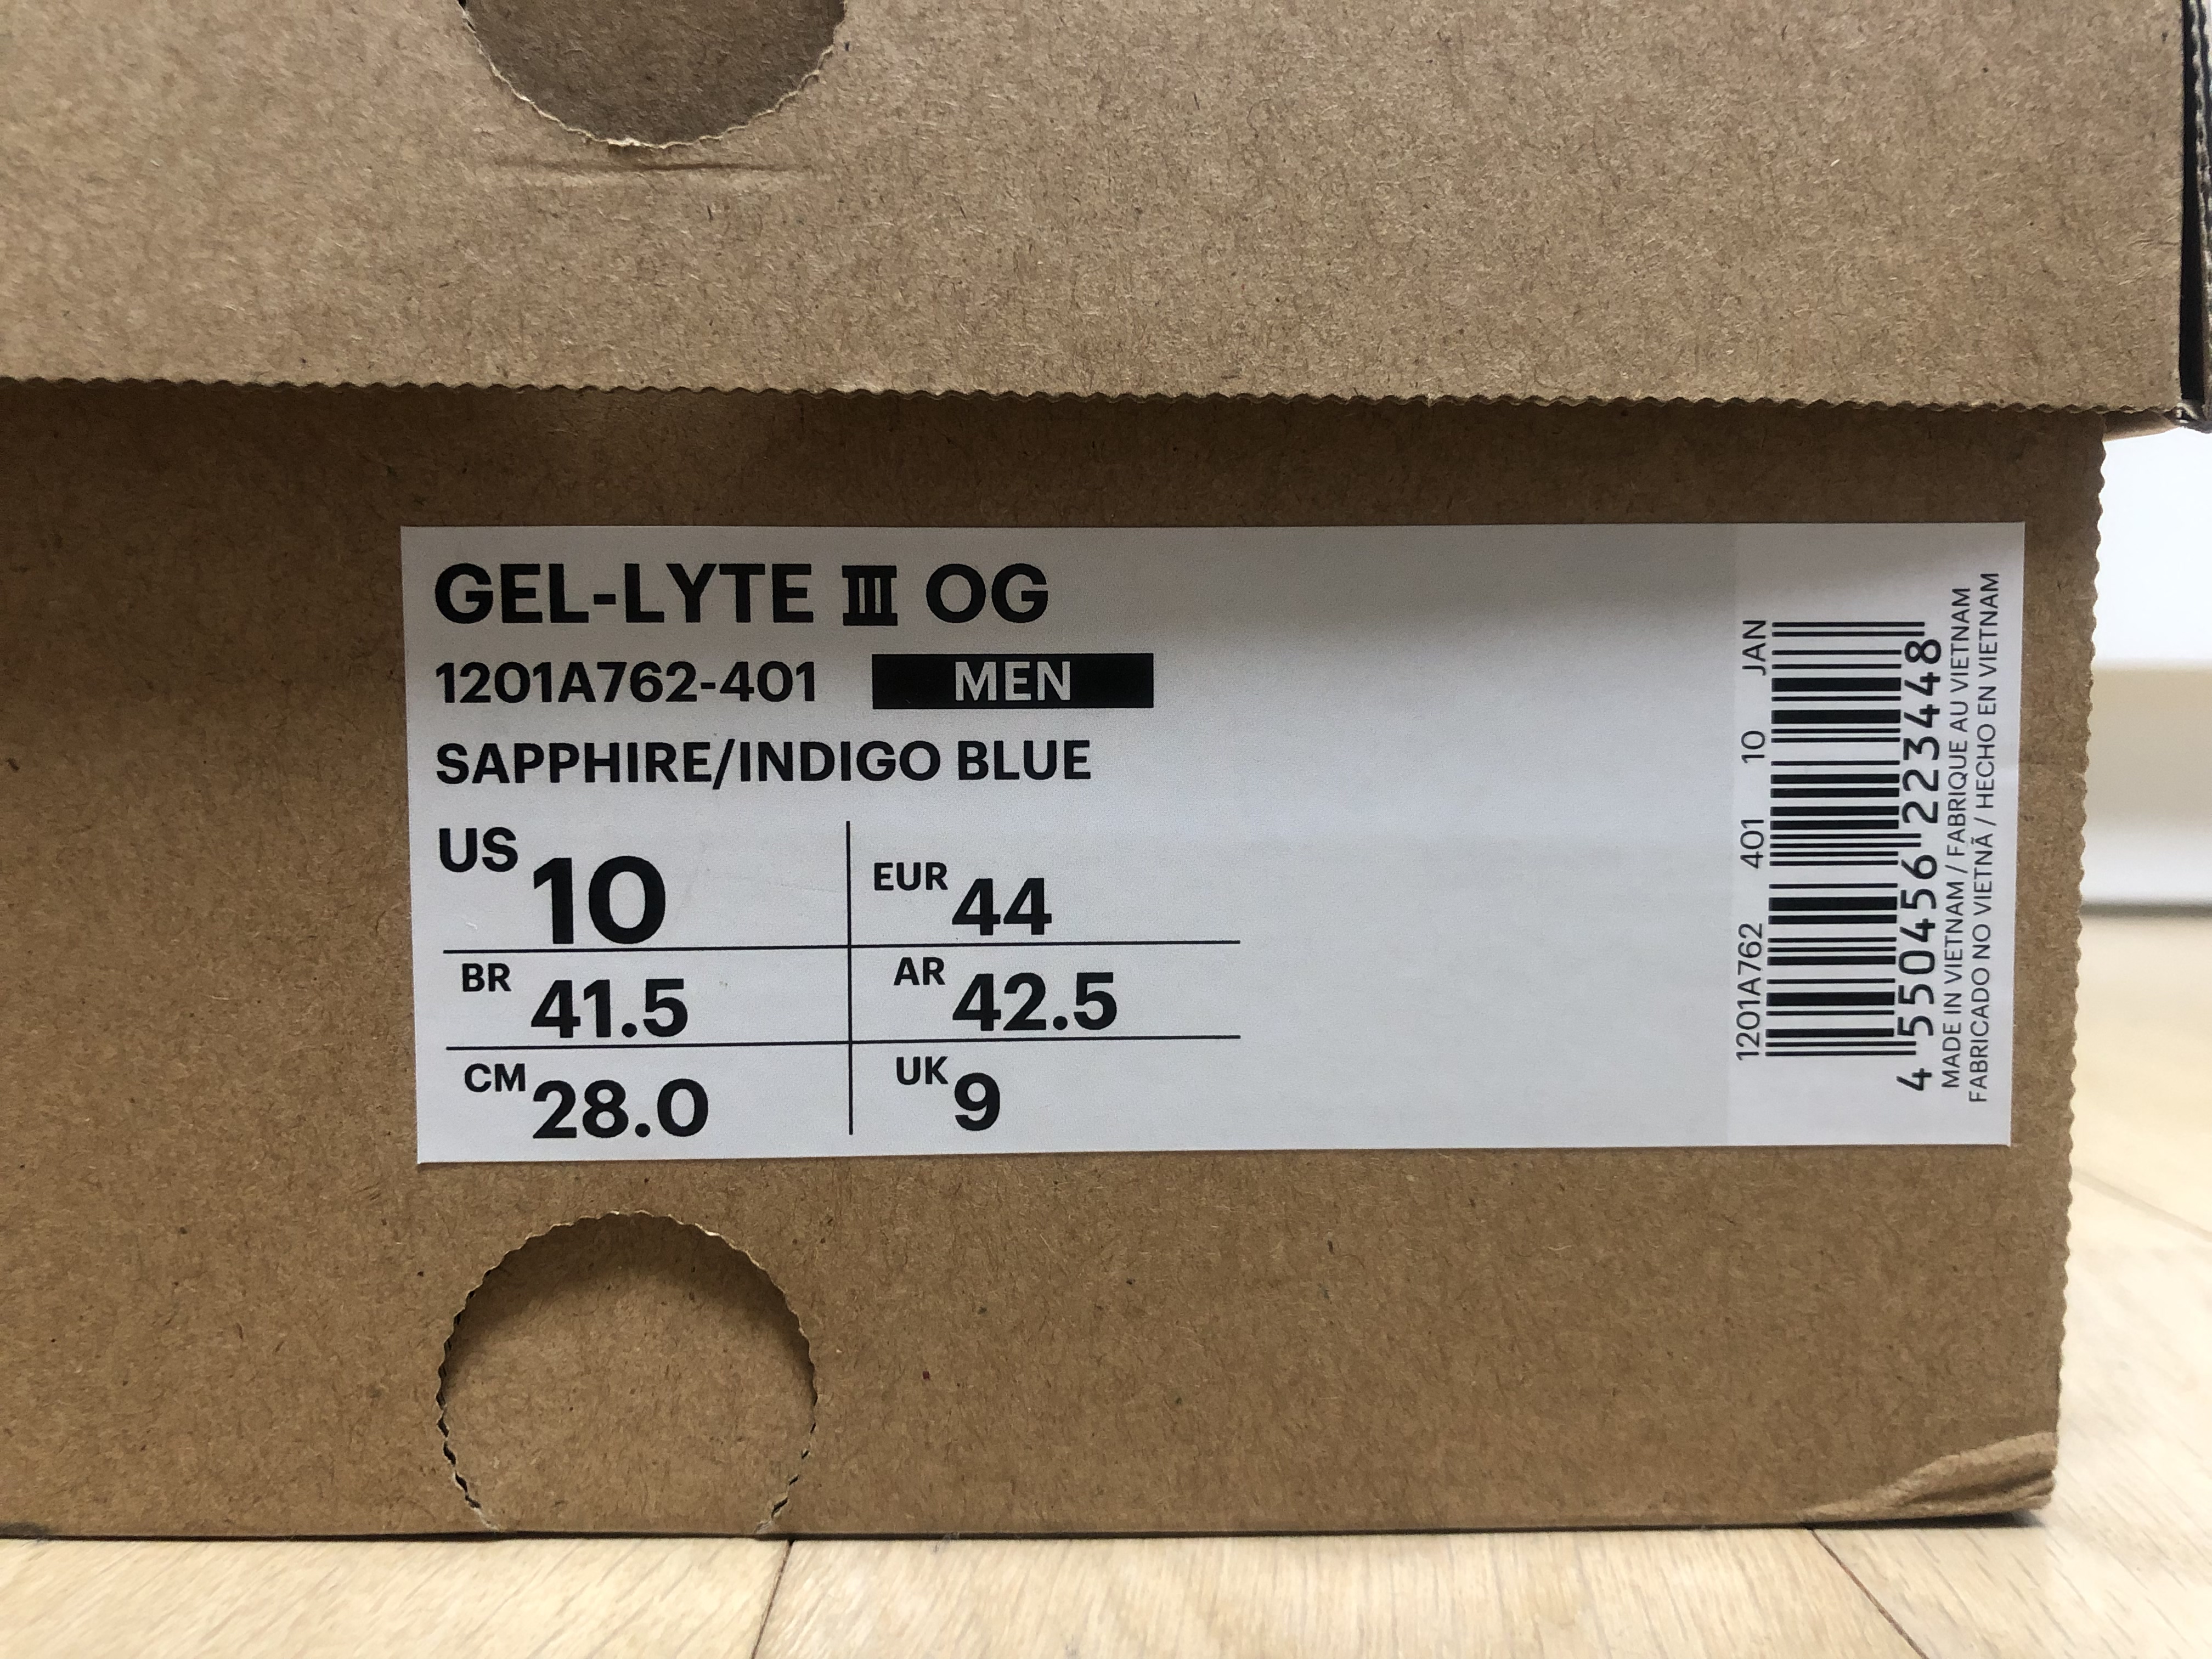 GEL-LYTE III OG
1201A762-401 MEN
SAPPHIRE/INDIGO BLUE
US 10
EUR 44
BR 41.5
AR 42.5
CM 28.0
UK 9
1201A762 401 10 JAN
4 550456 223448
MADE IN VIETNAM / FABRIQUE AU VIETNAM
FABRICADO NO VIETNÃ / HECHO EN VIETNAM